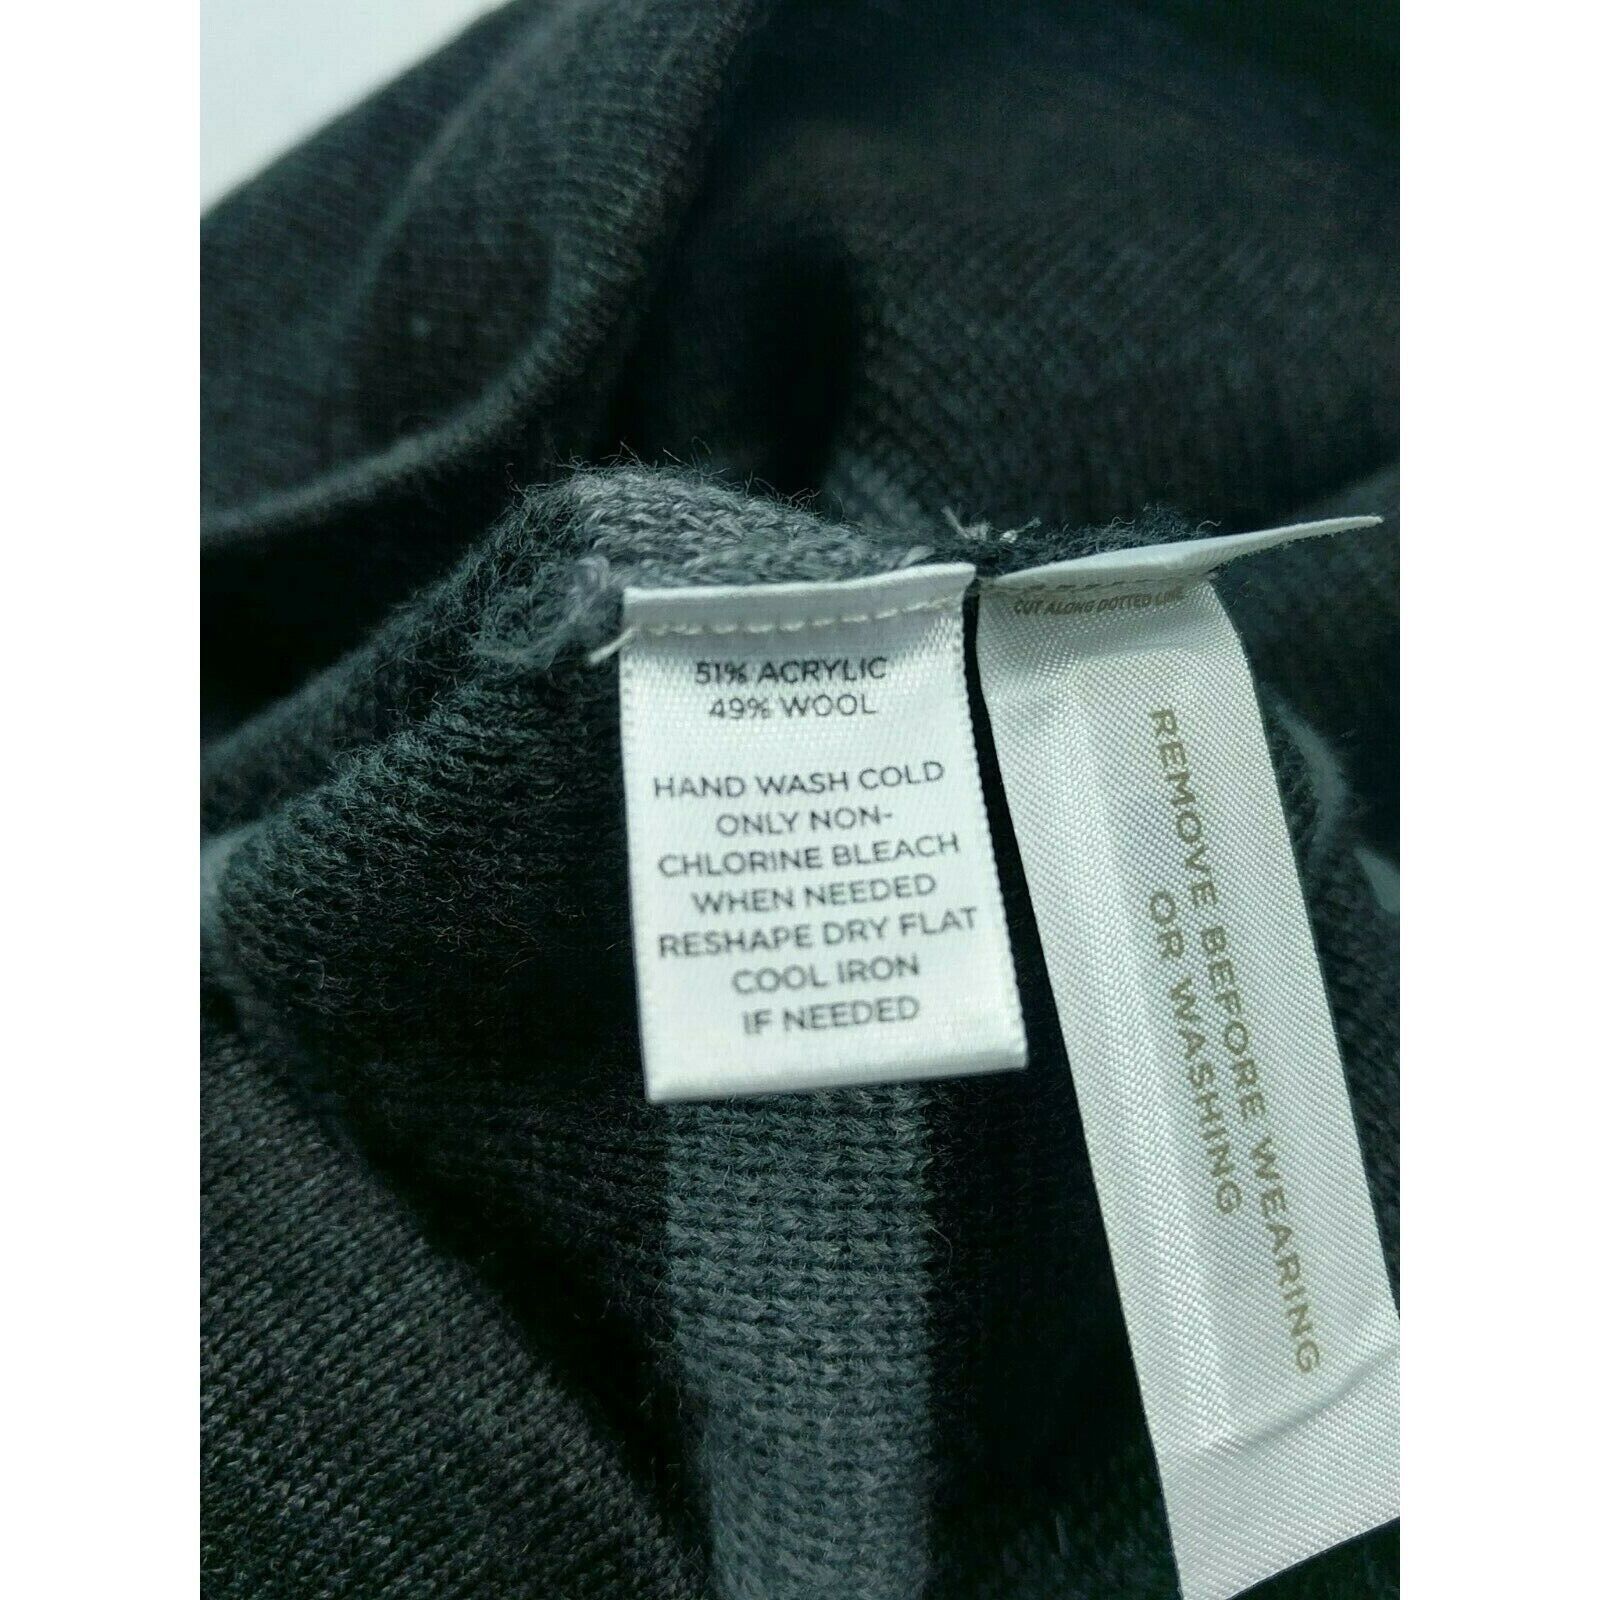 51% ACRYLIC
49% WOOL
HAND WASH COLD
ONLY NON-
CHLORINE BLEACH
WHEN NEEDED
RESHAPE DRY FLAT
COOL IRON
IF NEEDED
CUT ALONG DOTTED LINE
REMOVE BEFORE WEARING
OR WASHING